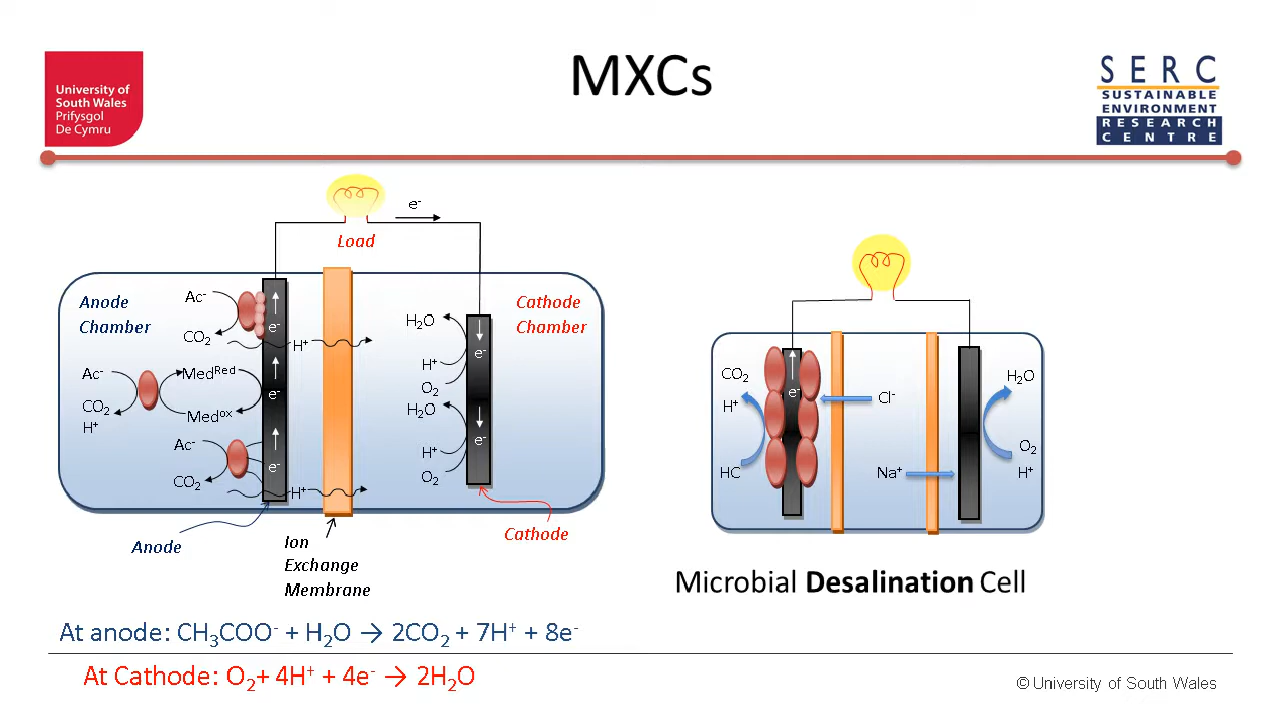 University of
South Wales
Prifysgol
De Cymru
MXCs
SERC
SUSTAINABLE
ENVIRONMENT
RESEARCH
CENTRE
e⁻
Load
Anode
Chamber
Cathode
Chamber
Ac⁻
CO₂
e⁻
H⁺
Ac⁻
CO₂
H⁺
Medᴿᵉᵈ
Medᵒˣ
e⁻
Ac⁻
CO₂
e⁻
H⁺
H₂O
H⁺
O₂
e⁻
H₂O
H⁺
O₂
e⁻
Anode
Ion
Exchange
Membrane
Cathode
CO₂
H⁺
HC
e⁻
Cl⁻
Na⁺
H₂O
O₂
H⁺
Microbial Desalination Cell
At anode: CH₃COO⁻ + H₂O → 2CO₂ + 7H⁺ + 8e⁻
At Cathode: O₂+ 4H⁺ + 4e⁻ → 2H₂O
© University of South Wales